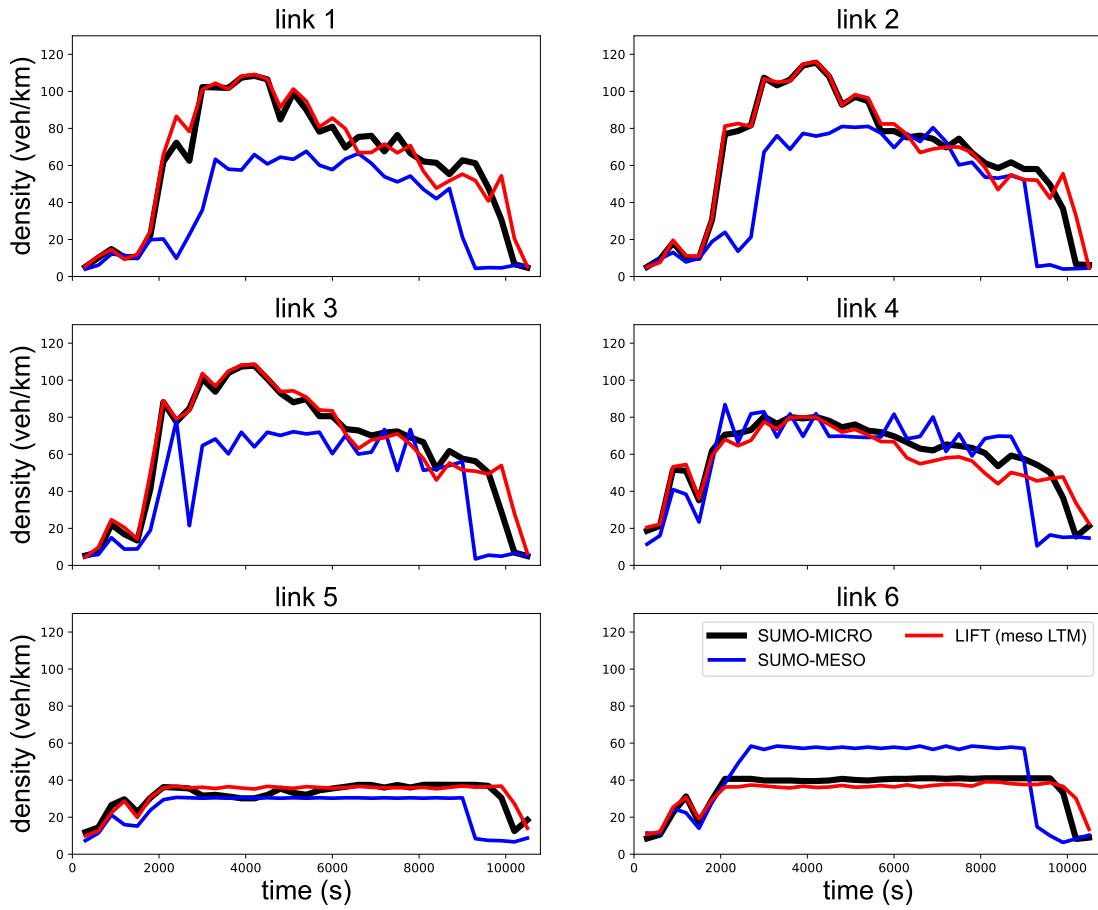 link 1
link 2
density (veh/km)
120
100
80
60
40
20
0
120
100
80
60
40
20
0
link 3
link 4
density (veh/km)
120
100
80
60
40
20
0
120
100
80
60
40
20
0
link 5
link 6
density (veh/km)
120
100
80
60
40
20
0
120
100
80
60
40
20
0
SUMO-MICRO
SUMO-MESO
LIFT (meso LTM)
0 2000 4000 6000 8000 10000
0 2000 4000 6000 8000 10000
time (s)
time (s)